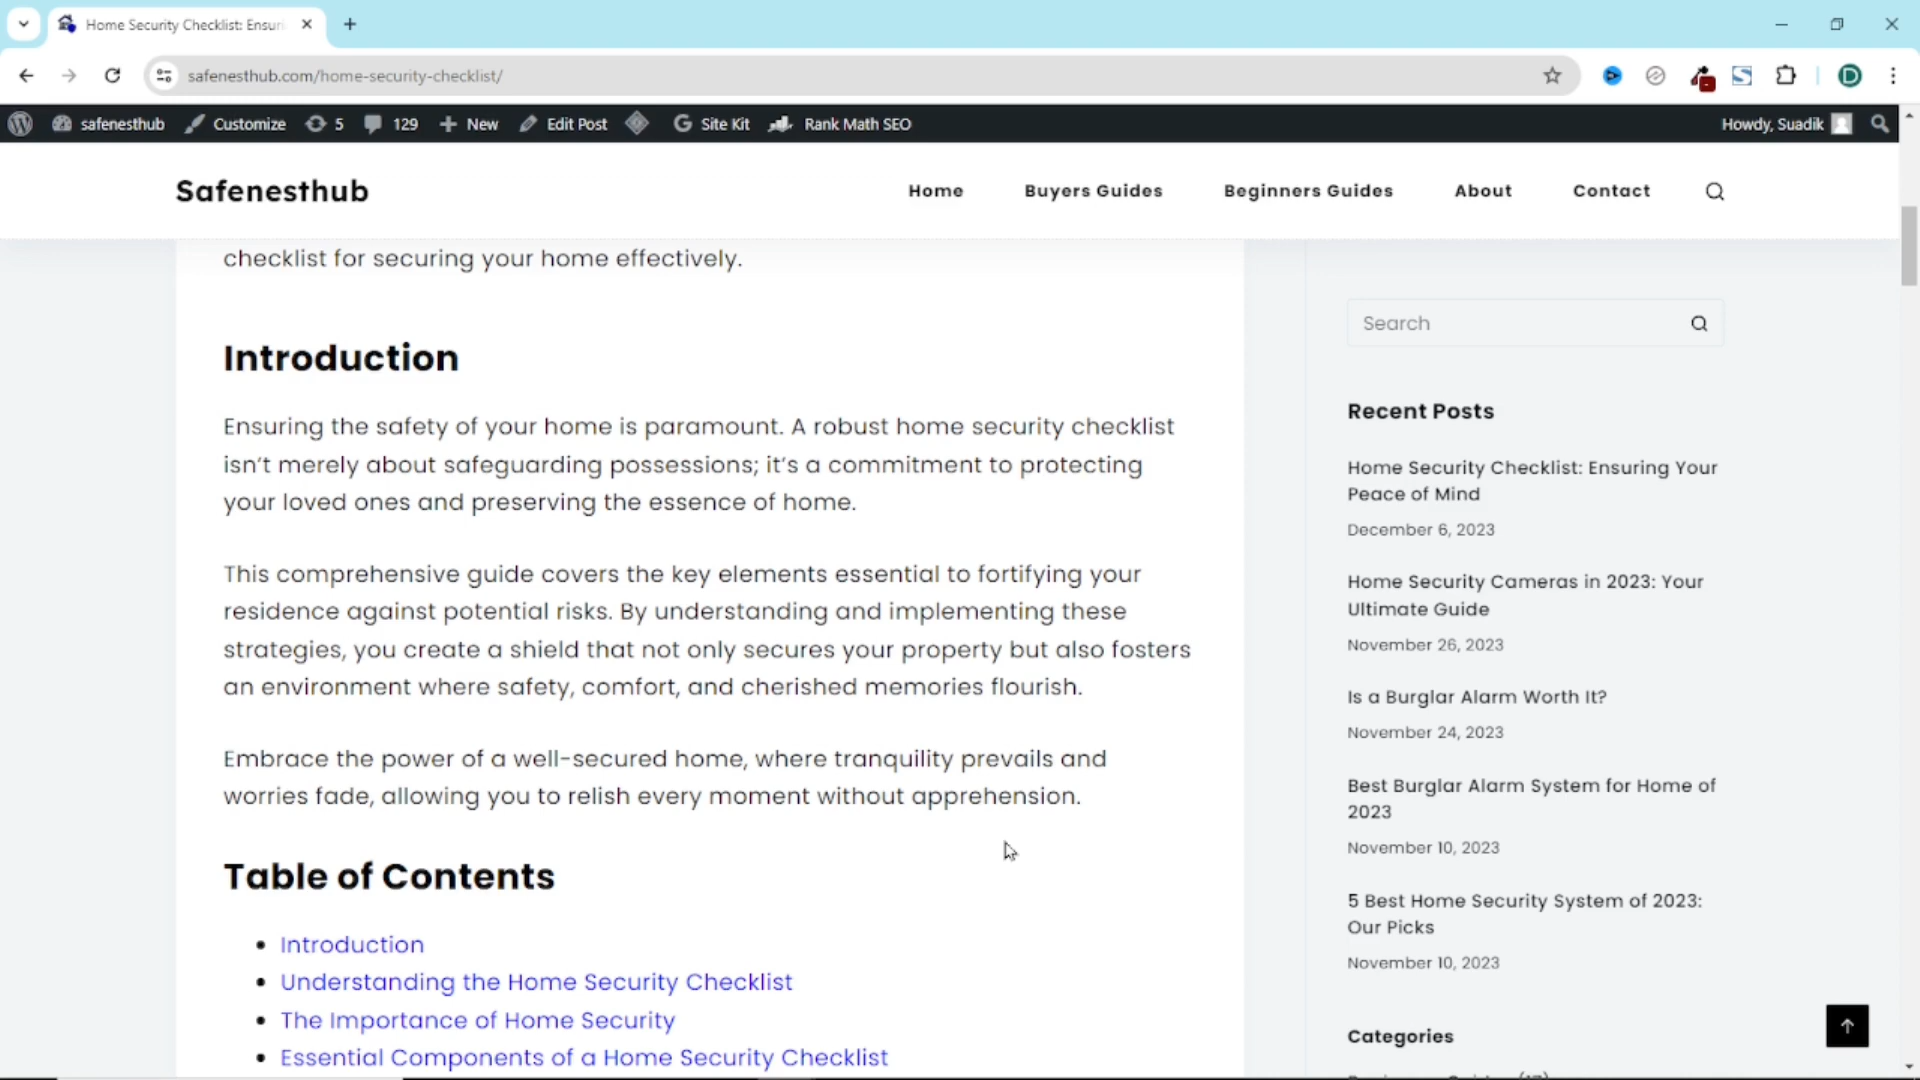 Home Security Checklist: Ensuri
safenesthub.com/home-security-checklist/
D
safenesthub
Customize
5
129
New
Edit Post
Site Kit
Rank Math SEO
Howdy, Suadik
Safenesthub
Home
Buyers Guides
Beginners Guides
About
Contact
checklist for securing your home effectively.
Introduction
Ensuring the safety of your home is paramount. A robust home security checklist
isn't merely about safeguarding possessions; it's a commitment to protecting
your loved ones and preserving the essence of home.
This comprehensive guide covers the key elements essential to fortifying your
residence against potential risks. By understanding and implementing these
strategies, you create a shield that not only secures your property but also fosters
an environment where safety, comfort, and cherished memories flourish.
Embrace the power of a well-secured home, where tranquility prevails and
worries fade, allowing you to relish every moment without apprehension.
Table of Contents
Introduction
Understanding the Home Security Checklist
The Importance of Home Security
Essential Components of a Home Security Checklist
Search
Recent Posts
Home Security Checklist: Ensuring Your
Peace of Mind
December 6, 2023
Home Security Cameras in 2023: Your
Ultimate Guide
November 26, 2023
Is a Burglar Alarm Worth It?
November 24, 2023
Best Burglar Alarm System for Home of
2023
November 10, 2023
5 Best Home Security System of 2023:
Our Picks
November 10, 2023
Categories